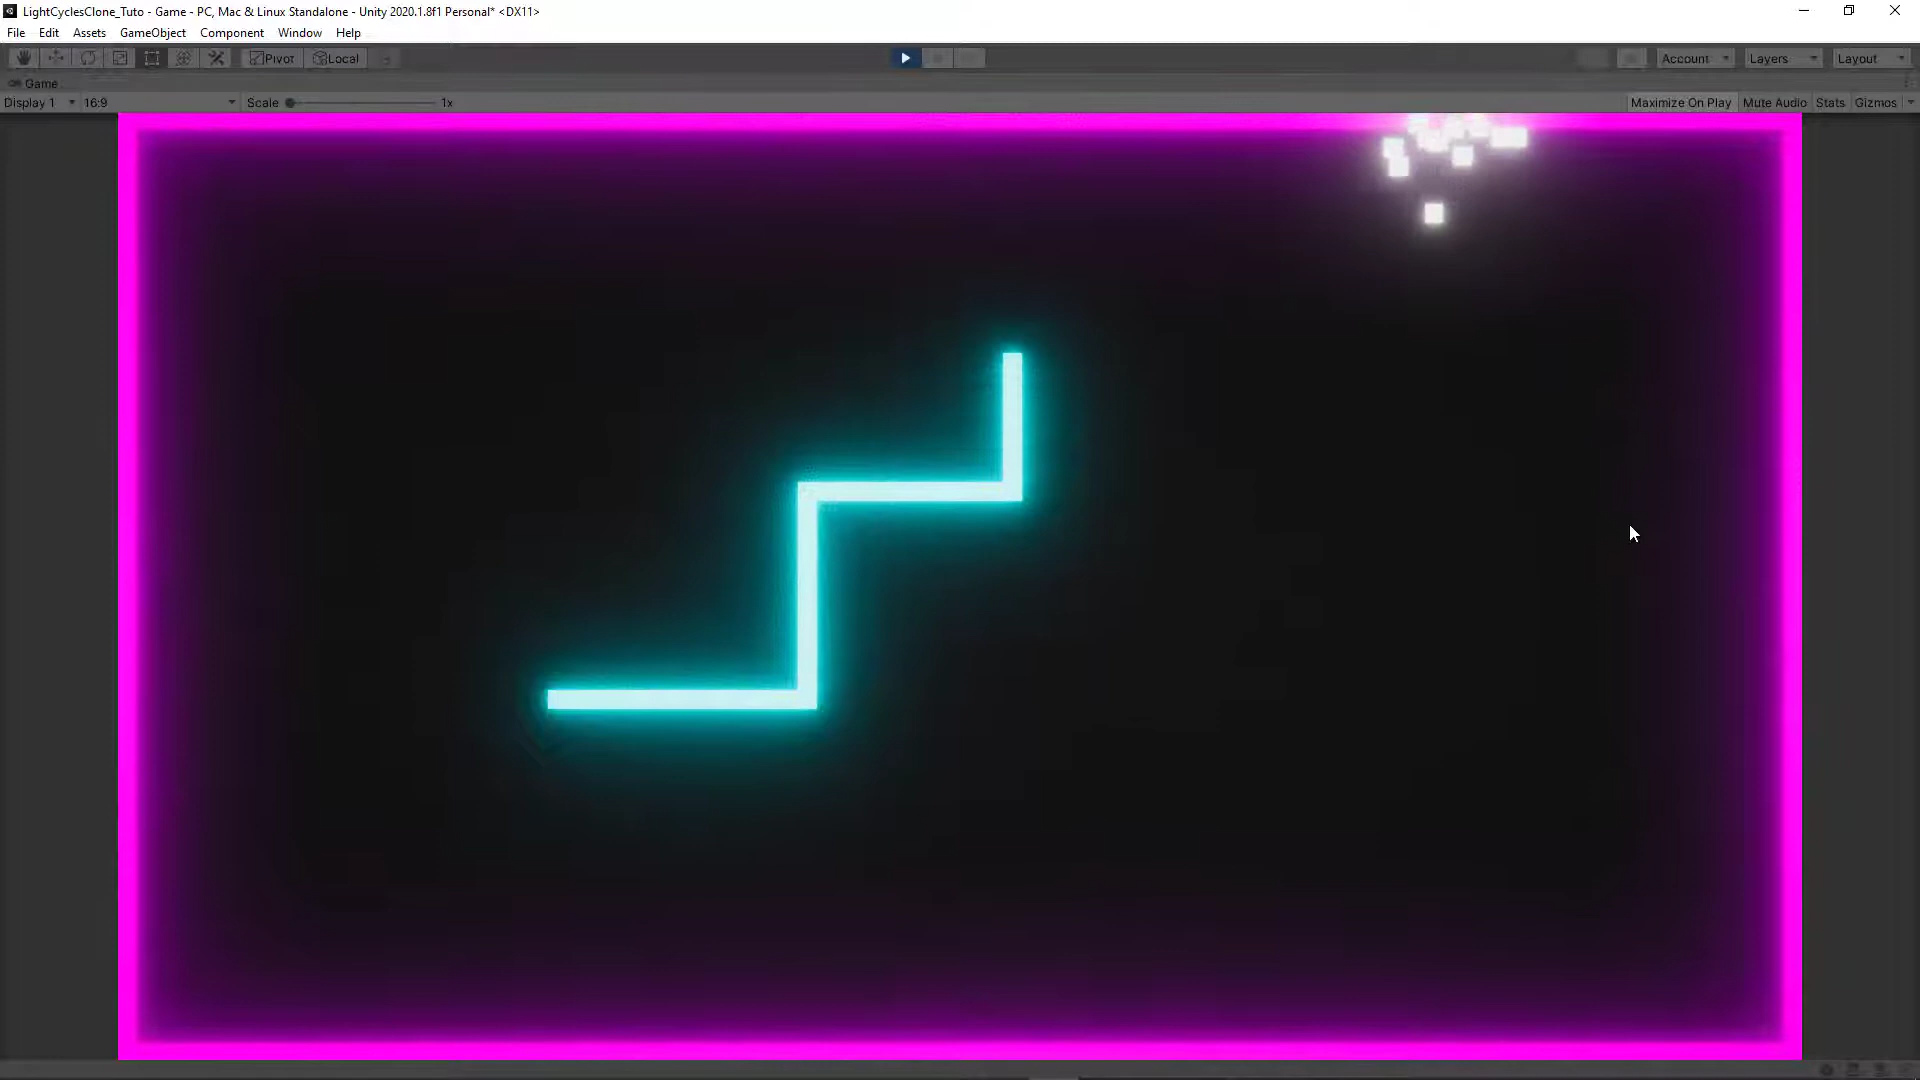 LightCyclesClone_Tuto - Game - PC, Mac & Linux Standalone - Unity 2020.1.8f1 Personal* <DX11>
File Edit Assets GameObject Component Window Help
Pivot Local Account Layers Layout
Game
Display 1 16:9 Scale 1x Maximize On Play Mute Audio Stats Gizmos